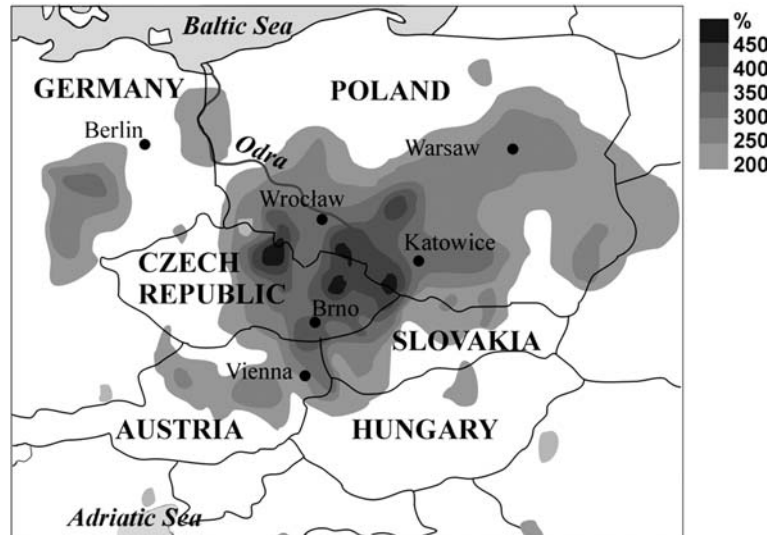 Baltic Sea
GERMANY
POLAND
Berlin
Warsaw
Odra
Wrocław
Katowice
CZECH
REPUBLIC
Brno
SLOVAKIA
Vienna
AUSTRIA
HUNGARY
Adriatic Sea
%
450
400
350
300
250
200